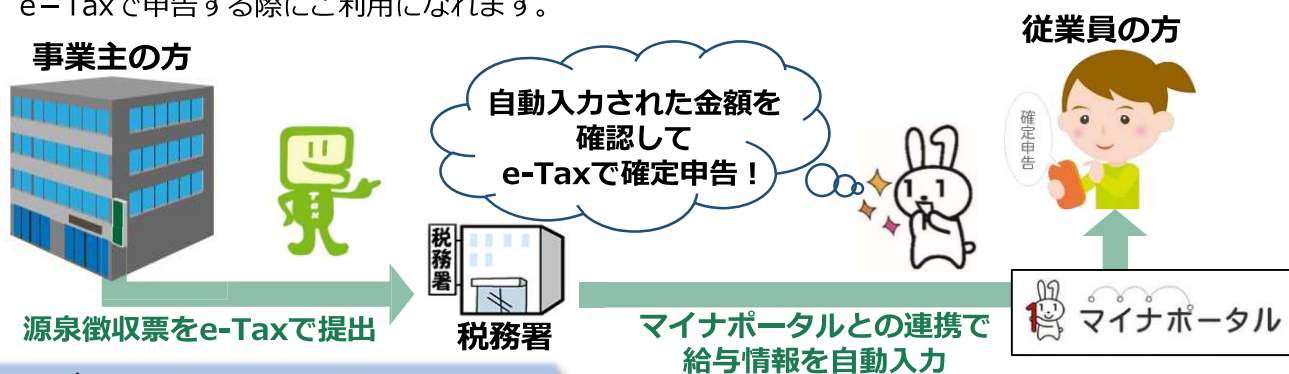 e-Taxで申告する際にご利用になれます。
事業主の方
従業員の方
自動入力された金額を
確認して
e-Taxで確定申告！
確定申告
税務署
源泉徴収票をe-Taxで提出
税務署
マイナポータルとの連携で
給与情報を自動入力
マイナポータル